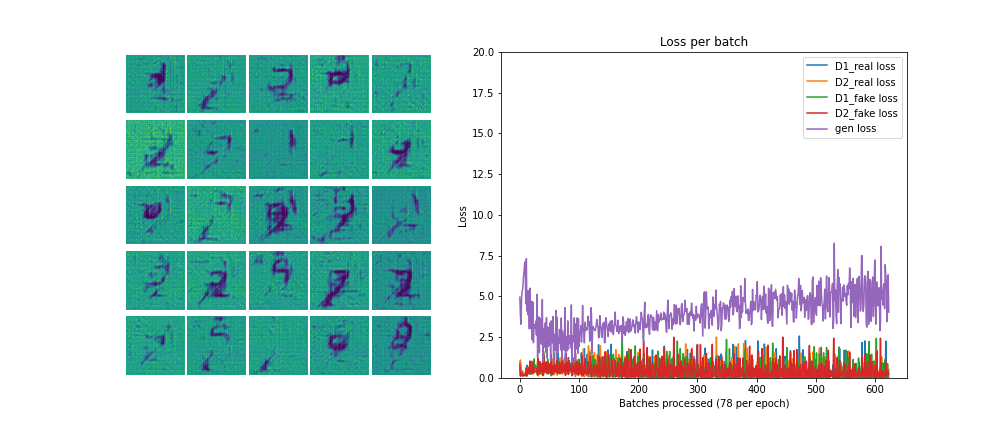 Loss per batch
20.0
17.5
15.0
12.5
10.0
7.5
5.0
2.5
0.0
Loss
D1_real loss
D2_real loss
D1_fake loss
D2_fake loss
gen loss
0 100 200 300 400 500 600
Batches processed (78 per epoch)